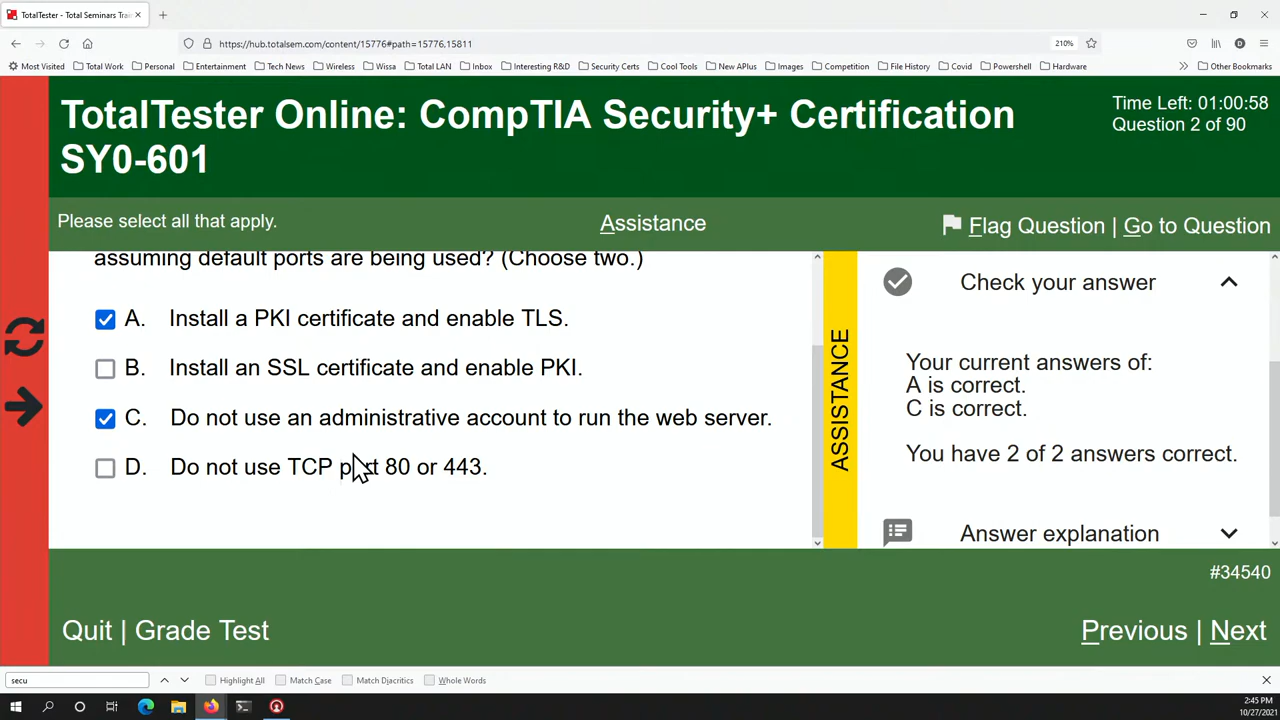 TotalTester - Total Seminars Trai
https://hub.totalsem.com/content/15776#path=15776,15811
210%
Most Visited
Total Work
Personal
Entertainment
Tech News
Wireless
Wissa
Total LAN
Inbox
Interesting R&D
Security Certs
Cool Tools
New APlus
Images
Competition
File History
Covid
Powershell
Hardware
Other Bookmarks
TotalTester Online: CompTIA Security+ Certification
SY0-601
Time Left: 01:00:58
Question 2 of 90
Please select all that apply.
Assistance
Flag Question | Go to Question
assuming default ports are being used? (Choose two.)
A. Install a PKI certificate and enable TLS.
B. Install an SSL certificate and enable PKI.
C. Do not use an administrative account to run the web server.
D. Do not use TCP port 80 or 443.
ASSISTANCE
Check your answer
Your current answers of:
A is correct.
C is correct.
You have 2 of 2 answers correct.
Answer explanation
#34540
Quit | Grade Test
Previous | Next
secu
Highlight All
Match Case
Match Diacritics
Whole Words
2:45 PM
10/27/2021